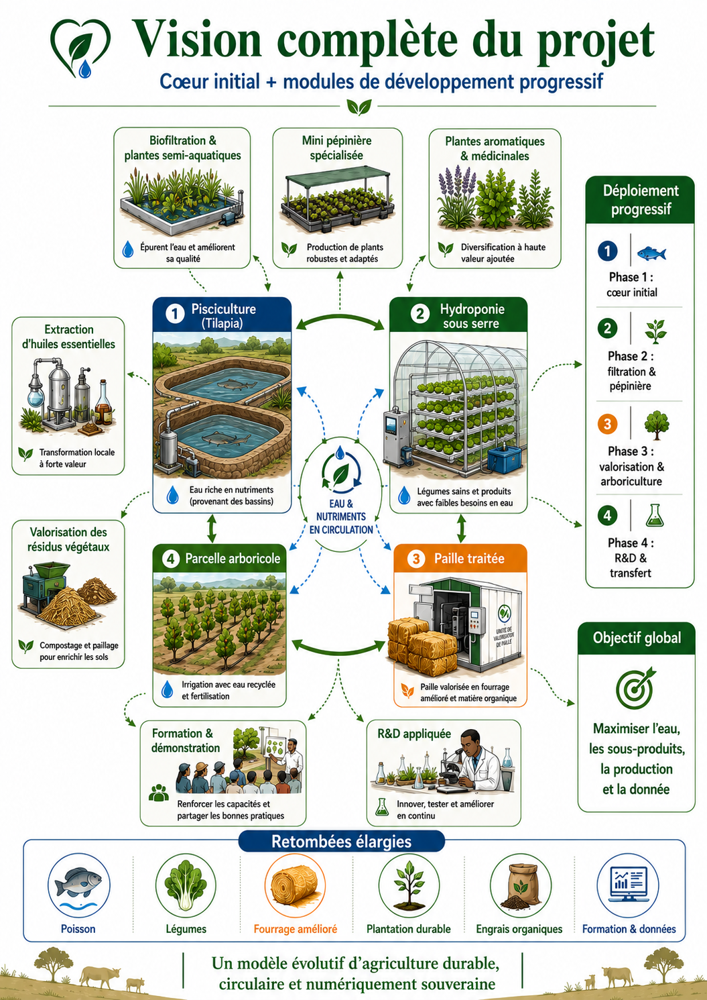 Vision complète du projet
Cœur initial + modules de développement progressif
Biofiltration &
plantes semi-aquatiques
Épurent l'eau et améliorent
sa qualité
Mini pépinière
spécialisée
Production de plants
robustes et adaptés
Plantes aromatiques
& médicinales
Diversification à haute
valeur ajoutée
Déploiement
progressif
1
Phase 1 :
cœur initial
2
Phase 2 :
filtration &
pépinière
3
Phase 3 :
valorisation &
arboriculture
4
Phase 4 :
R&D &
transfert
1 Pisciculture
(Tilapia)
Eau riche en nutriments
(provenant des bassins)
2 Hydroponie
sous serre
Légumes sains et produits
avec faibles besoins en eau
Extraction
d'huiles essentielles
Transformation locale
à forte valeur
EAU &
NUTRIMENTS
EN CIRCULATION
Valorisation des
résidus végétaux
Compostage et paillage
pour enrichir les sols
4 Parcelle arboricole
Irrigation avec eau recyclée
et fertilisation
3 Paille traitée
UNITÉ DE
VALORISATION
DE PAILLE
Paille valorisée en fourrage
amélioré et matière organique
Objectif global
Maximiser l'eau,
les sous-produits,
la production
et la donnée
Formation &
démonstration
Renforcer les capacités et
partager les bonnes pratiques
R&D appliquée
Innover, tester et améliorer
en continu
Retombées élargies
Poisson
Légumes
Fourrage amélioré
Plantation durable
Engrais organiques
Formation & données
Un modèle évolutif d'agriculture durable,
circulaire et numériquement souveraine